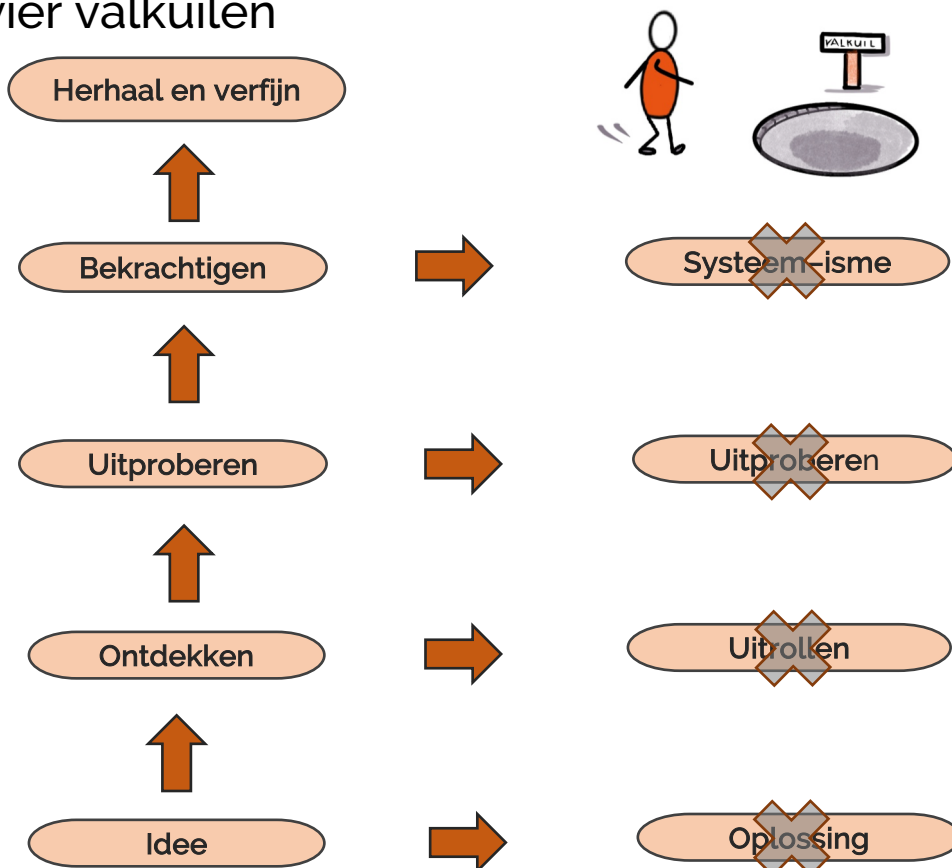 vier valkuilen
VALKUIL
Herhaal en verfijn
Bekrachtigen
Systeem-isme
Uitproberen
Uitproberen
Ontdekken
Uitrollen
Idee
Oplossing